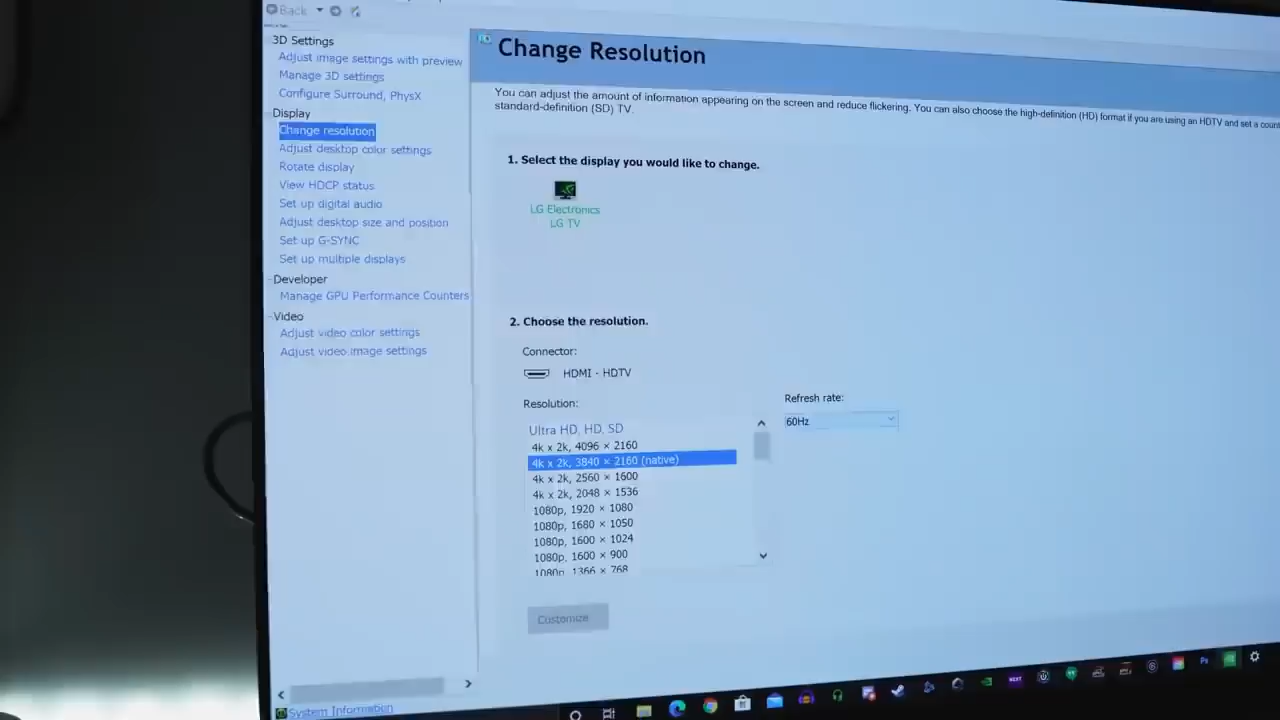 Back
3D Settings
Adjust image settings with preview
Manage 3D settings
Configure Surround, PhysX
Display
Change resolution
Adjust desktop color settings
Rotate display
View HDCP status
Set up digital audio
Adjust desktop size and position
Set up G-SYNC
Set up multiple displays
Developer
Manage GPU Performance Counters
Video
Adjust video color settings
Adjust video image settings
System Information
Change Resolution
You can adjust the amount of information appearing on the screen and reduce flickering. You can also choose the high-definition (HD) format if you are using an HDTV and set a
standard-definition (SD) TV.
1. Select the display you would like to change.
LG Electronics
LG TV
2. Choose the resolution.
Connector:
HDMI - HDTV
Resolution:
Ultra HD, HD, SD
4k x 2k, 4096 × 2160
4k x 2k, 3840 × 2160 (native)
4k x 2k, 2560 × 1600
4k x 2k, 2048 × 1536
1080p, 1920 × 1080
1080p, 1680 × 1050
1080p, 1600 × 1024
1080p, 1600 × 900
1080p, 1366 × 768
Refresh rate:
60Hz
Customize
NEXT
Ps